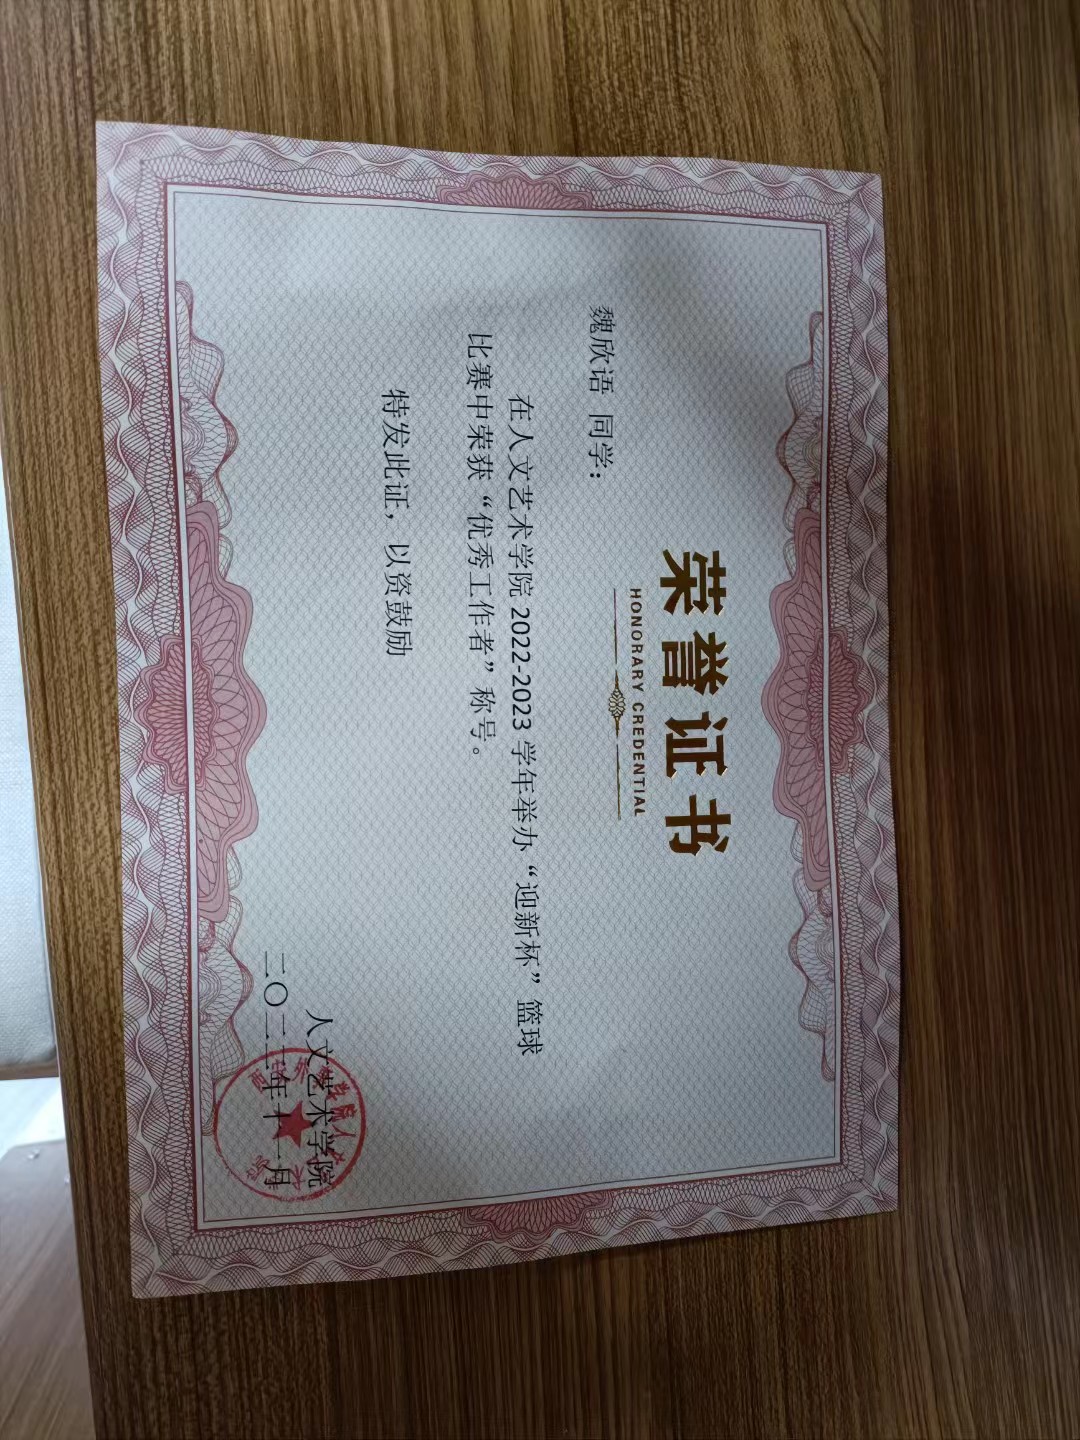 荣誉证书
HONORARY CREDENTIAL
魏欣语 同学：
在人文艺术学院 2022-2023 学年举办“迎新杯”篮球
比赛中荣获“优秀工作者”称号。
特发此证，以资鼓励
人文艺术学院
二〇二二年十一月